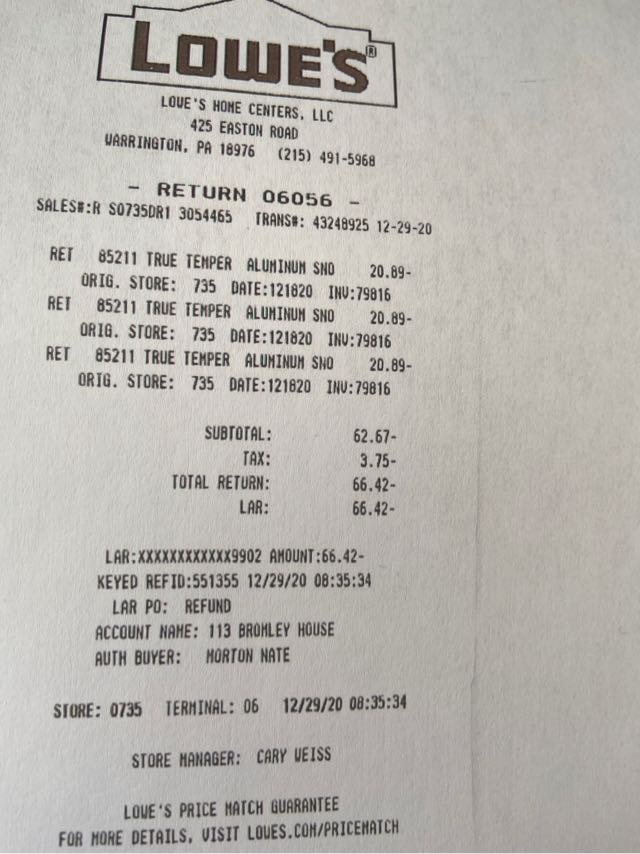 LOWE'S®
LOWE'S HOME CENTERS, LLC
425 EASTON ROAD
WARRINGTON, PA 18976 (215) 491-5968
- RETURN 06056 -
SALES#:R S0735DR1 3054465 TRANS#: 43248925 12-29-20
RET 85211 TRUE TEMPER ALUMINUM SNO 20.89-
ORIG. STORE: 735 DATE:121820 INV:79816
RET 85211 TRUE TEMPER ALUMINUM SNO 20.89-
ORIG. STORE: 735 DATE:121820 INV:79816
RET 85211 TRUE TEMPER ALUMINUM SNO 20.89-
ORIG. STORE: 735 DATE:121820 INV:79816
SUBTOTAL: 62.67-
TAX: 3.75-
TOTAL RETURN: 66.42-
LAR: 66.42-
LAR:XXXXXXXXXXXX9902 AMOUNT:66.42-
KEYED REFID:551355 12/29/20 08:35:34
LAR PO: REFUND
ACCOUNT NAME: 113 BROMLEY HOUSE
AUTH BUYER: MORTON NATE
STORE: 0735 TERMINAL: 06 12/29/20 08:35:34
STORE MANAGER: CARY WEISS
LOWE'S PRICE MATCH GUARANTEE
FOR MORE DETAILS, VISIT LOWES.COM/PRICEMATCH